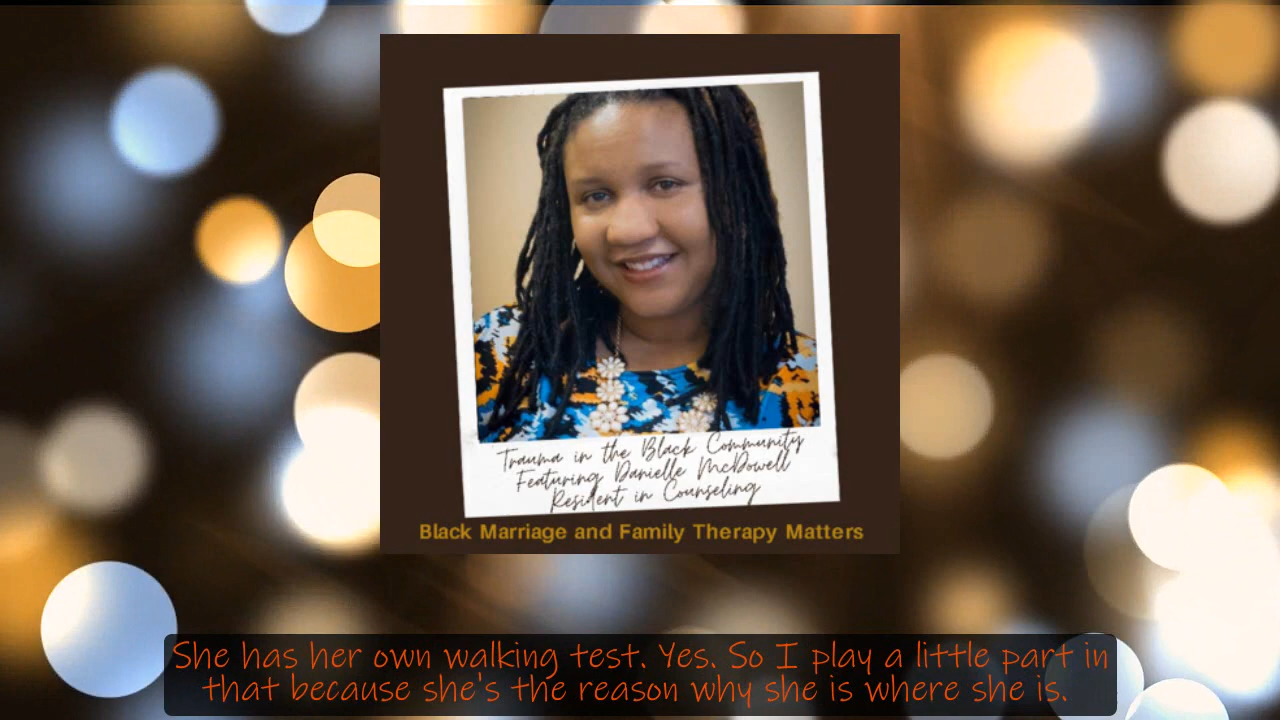 Trauma in the Black Community
Featuring Danielle McDowell
Resident in Counseling
Black Marriage and Family Therapy Matters
She has her own walking test. Yes. So I play a little part in
that because she's the reason why she is where she is.